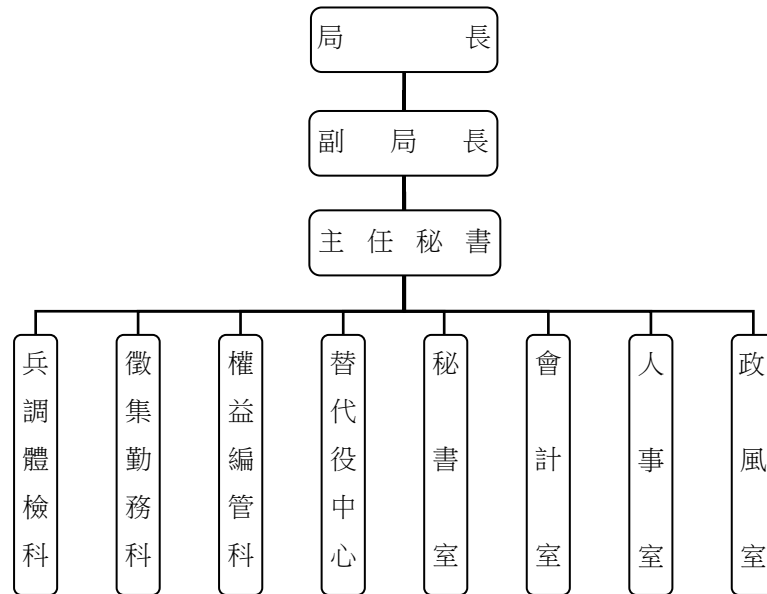 局長
副局長
主任秘書
兵調體檢科
徵集勤務科
權益編管科
替代役中心
秘書室
會計室
人事室
政風室